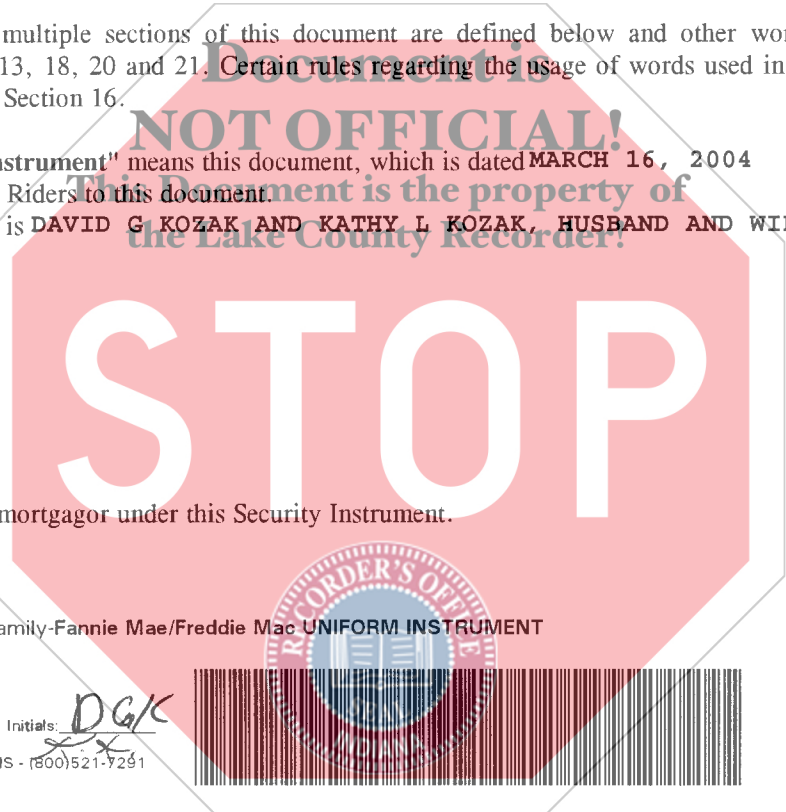 multiple sections of this document are defined below and other wor
13, 18, 20 and 21. Certain rules regarding the usage of words used in
Section 16.
Document is
NOT OFFICIAL!
This Document is the property of
the Lake County Recorder!
nstrument" means this document, which is dated MARCH 16, 2004
Riders to this document.
is DAVID G KOZAK AND KATHY L KOZAK, HUSBAND AND WI
STOP
mortgagor under this Security Instrument.
amily-Fannie Mae/Freddie Mac UNIFORM INSTRUMENT
RECORDER'S OFFICE
SEAL
INDIANA
Initials: DGK
S - (800)521-7291